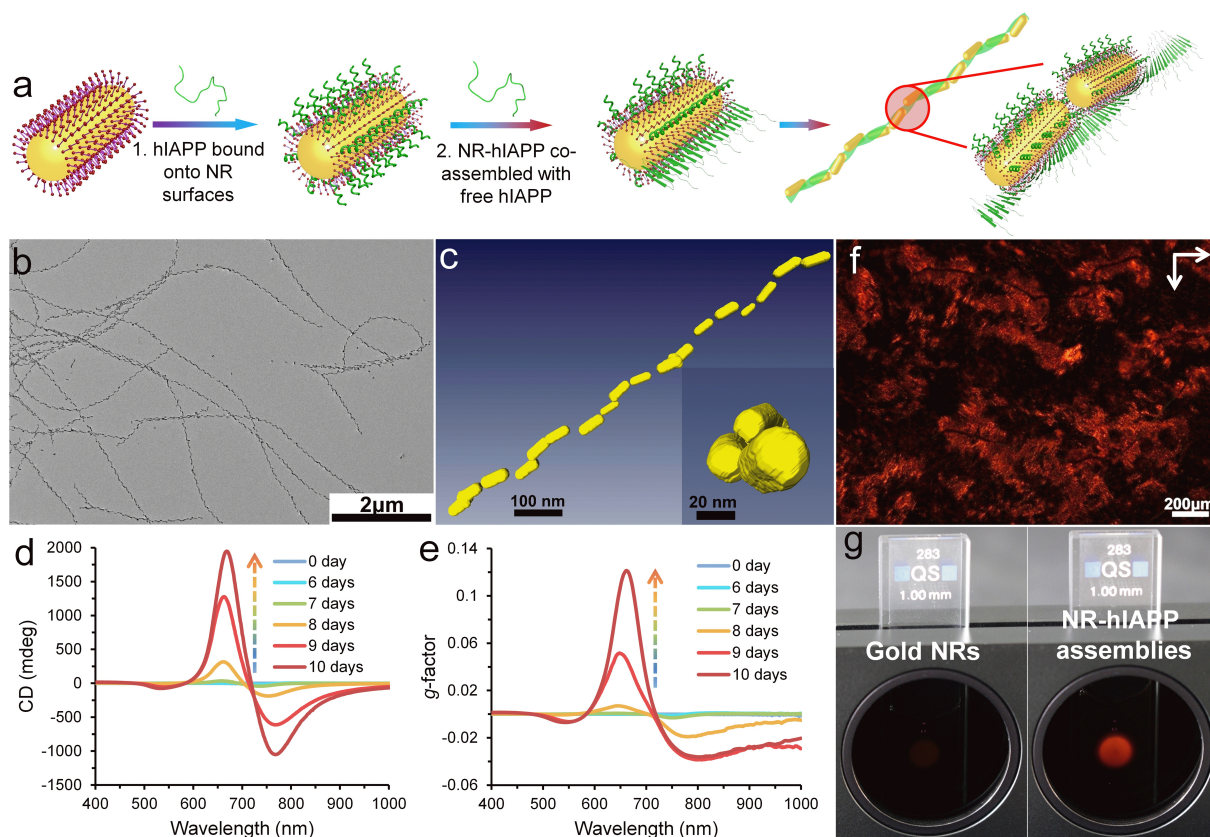 a
1. hIAPP bound
onto NR
surfaces
2. NR-hIAPP co-
assembled with
free hIAPP
b
2μm
c
100 nm
20 nm
f
200μm
d
CD (mdeg)
2000
1500
1000
500
0
-500
-1000
-1500
400 500 600 700 800 900 1000
Wavelength (nm)
0 day
6 days
7 days
8 days
9 days
10 days
e
g-factor
0.14
0.10
0.06
0.02
-0.02
-0.06
400 500 600 700 800 900 1000
Wavelength (nm)
0 day
6 days
7 days
8 days
9 days
10 days
g
283
QS
1.00 mm
Gold NRs
283
QS
1.00 mm
NR-hIAPP
assemblies